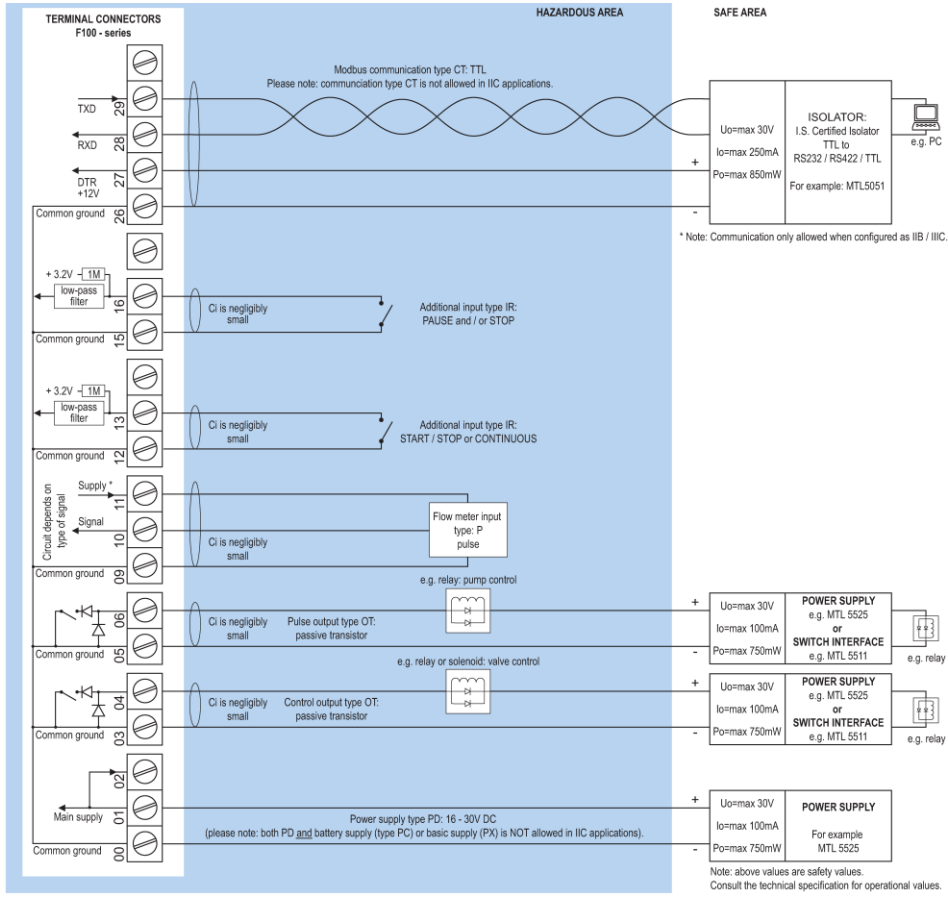 HAZARDOUS AREA
SAFE AREA
TERMINAL CONNECTORS
F100 - series
Modbus communication type CT: TTL
Please note: communciation type CT is not allowed in IIC applications.
TXD
29
RXD
28
DTR
+12V
27
+
Common ground
26
-
Uo=max 30V
Io=max 250mA
Po=max 850mW
ISOLATOR:
I.S. Certified Isolator
TTL to
RS232 / RS422 / TTL
For example: MTL5051
e.g. PC
* Note: Communication only allowed when configured as IIB / IIIC.
+ 3.2V
1M
low-pass
filter
16
Common ground
15
Ci is negligibly
small
Additional input type IR:
PAUSE and / or STOP
+ 3.2V
1M
low-pass
filter
13
Common ground
12
Ci is negligibly
small
Additional input type IR:
START / STOP or CONTINUOUS
Circuit depends on
type of signal
Supply *
11
Signal
10
Common ground
09
Ci is negligibly
small
Flow meter input
type: P
pulse
e.g. relay: pump control
06
Common ground
05
Ci is negligibly
small
Pulse output type OT:
passive transistor
+
-
Uo=max 30V
Io=max 100mA
Po=max 750mW
POWER SUPPLY
e.g. MTL 5525
or
SWITCH INTERFACE
e.g. MTL 5511
e.g. relay
e.g. relay or solenoid: valve control
04
Common ground
03
Ci is negligibly
small
Control output type OT:
passive transistor
+
-
Uo=max 30V
Io=max 100mA
Po=max 750mW
POWER SUPPLY
e.g. MTL 5525
or
SWITCH INTERFACE
e.g. MTL 5511
e.g. relay
02
Main supply
01
Common ground
00
Power supply type PD: 16 - 30V DC
(please note: both PD and battery supply (type PC) or basic supply (PX) is NOT allowed in IIC applications).
+
-
Uo=max 30V
Io=max 100mA
Po=max 750mW
POWER SUPPLY
For example
MTL 5525
Note: above values are safety values.
Consult the technical specification for operational values.